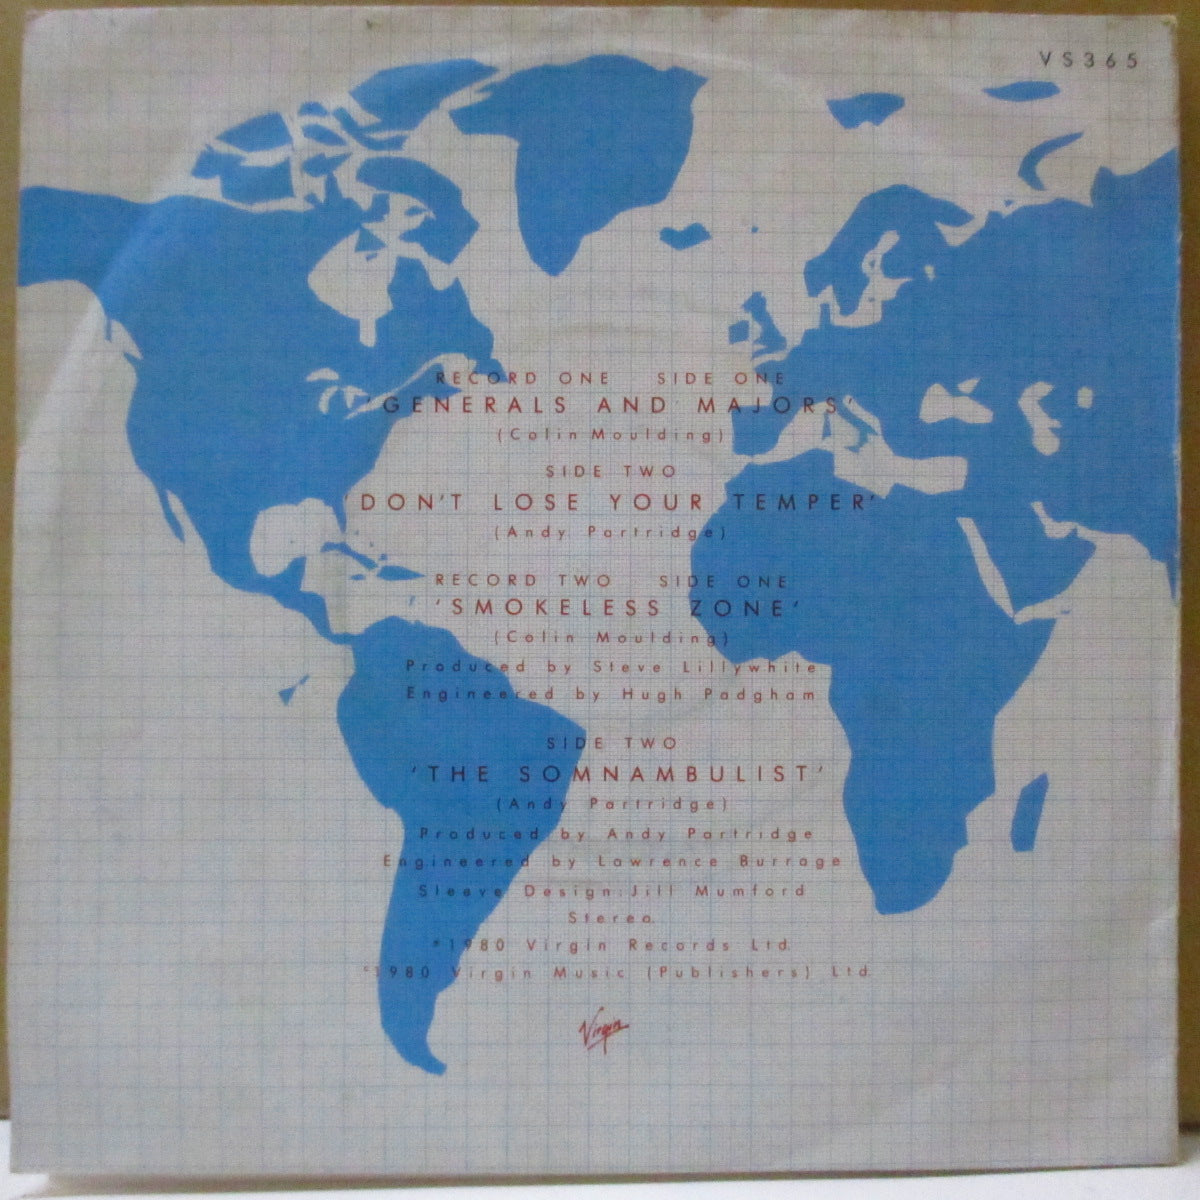 VS365
RECORD ONE SIDE ONE
'GENERALS AND MAJORS'
(Colin Moulding)
SIDE TWO
'DON'T LOSE YOUR TEMPER'
(Andy Partridge)
RECORD TWO SIDE ONE
'SMOKELESS ZONE'
(Colin Moulding)
Produced by Steve Lillywhite
Engineered by Hugh Padgham
SIDE TWO
'THE SOMNAMBULIST'
(Andy Partridge)
Produced by Andy Partridge
Engineered by Lawrence Burrage
Sleeve Design: Jill Mumford
Stereo.
℗1980 Virgin Records Ltd.
©1980 Virgin Music (Publishers) Ltd.
Virgin